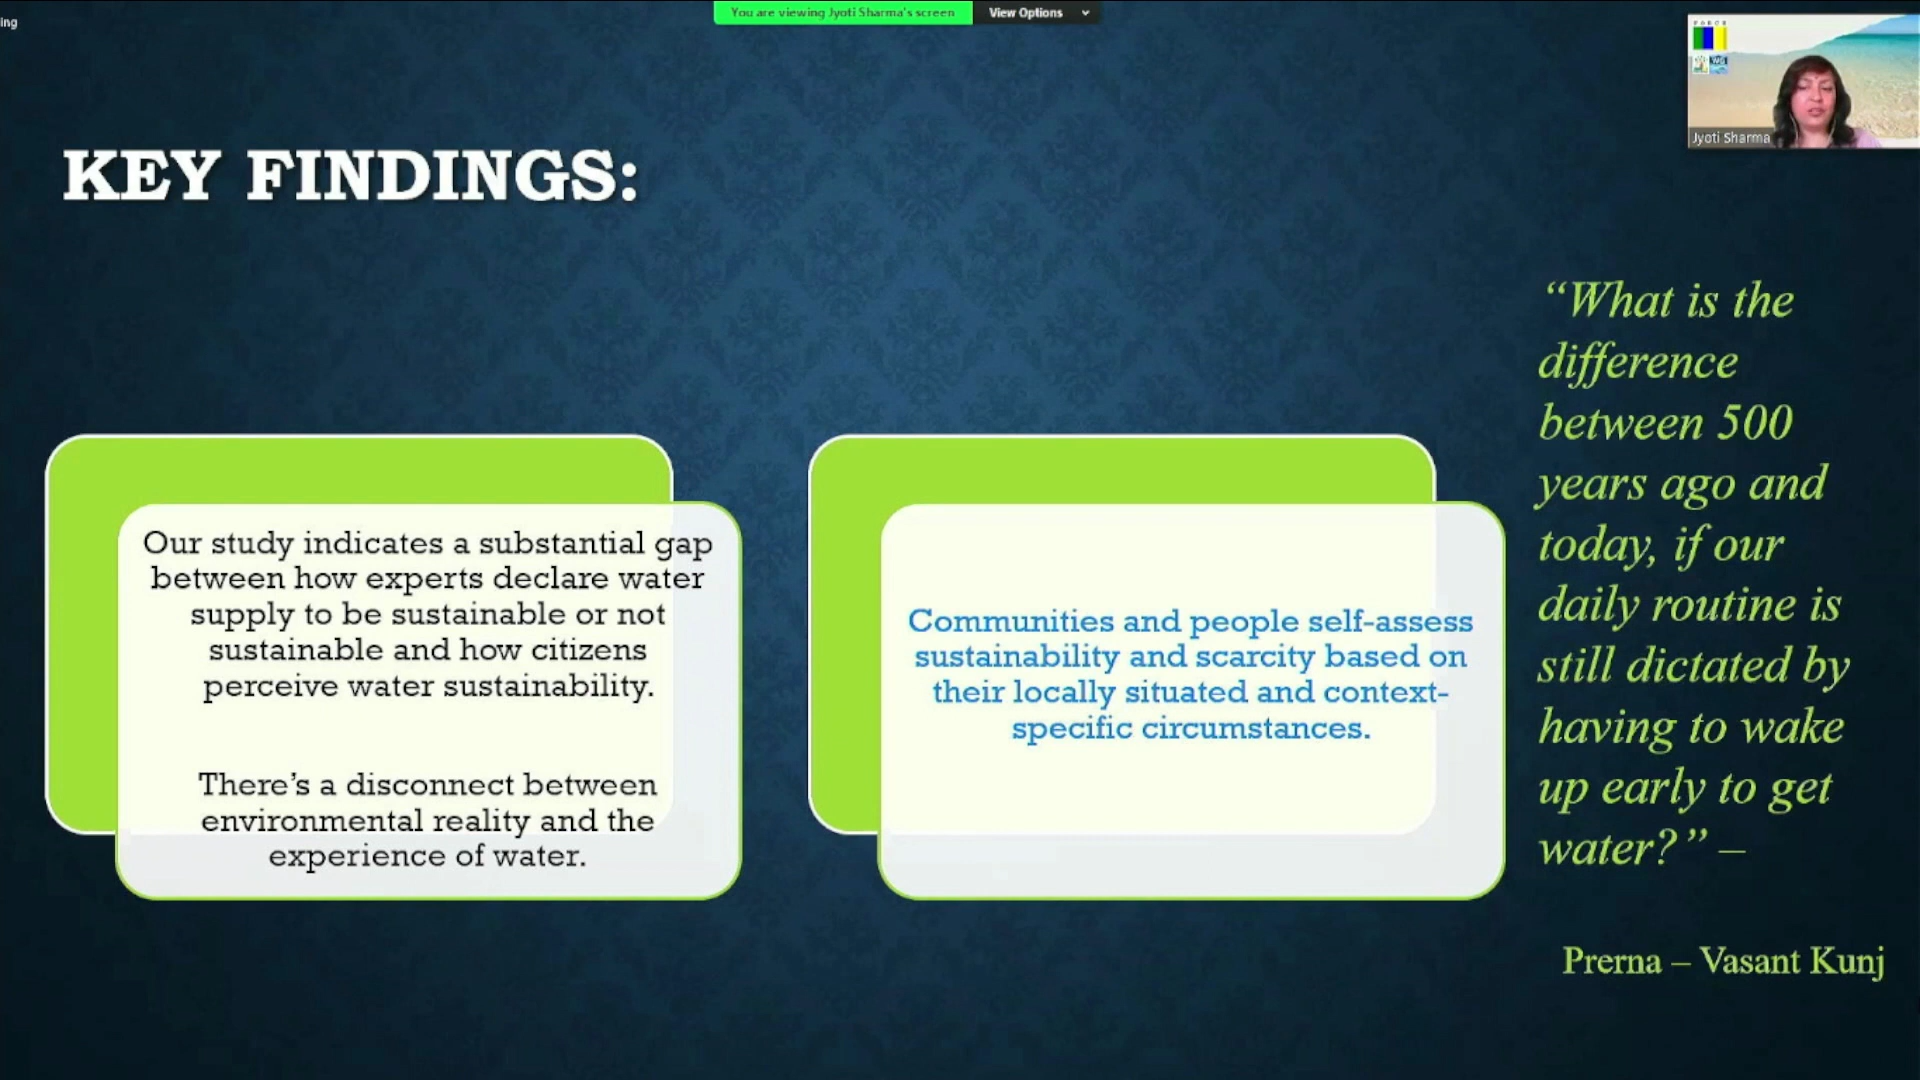 ing
You are viewing Jyoti Sharma's screen
View Options
FORCE
Jyoti Sharma
KEY FINDINGS:
Our study indicates a substantial gap
between how experts declare water
supply to be sustainable or not
sustainable and how citizens
perceive water sustainability.
There’s a disconnect between
environmental reality and the
experience of water.
Communities and people self-assess
sustainability and scarcity based on
their locally situated and context-
specific circumstances.
“What is the
difference
between 500
years ago and
today, if our
daily routine is
still dictated by
having to wake
up early to get
water?” –
Prerna – Vasant Kunj